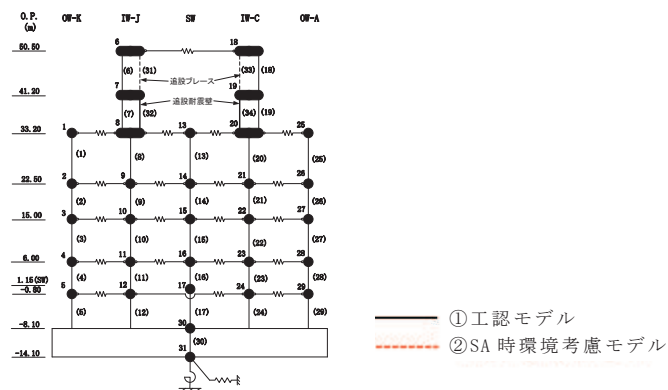 O.P.
(m)
OW-K IW-J SW IW-C OW-A
50.50 6 18
(6) (31) (33) (18)
追設ブレース
41.20 7 19
追設耐震壁
(7) (32) (34) (19)
33.20 1 8 13 20 25
(1) (8) (13) (20) (25)
22.50 2 9 14 21 26
(2) (9) (14) (21) (26)
15.00 3 10 15 22 27
(3) (10) (15) (22) (27)
6.00 4 11 16 23 28
(4) (11) (16) (23) (28)
1.15(SW) 17
-0.80 5 12 24 29
(5) (12) (17) (24) (29)
-8.10 30
(30)
-14.10 31
①工認モデル
②SA時環境考慮モデル